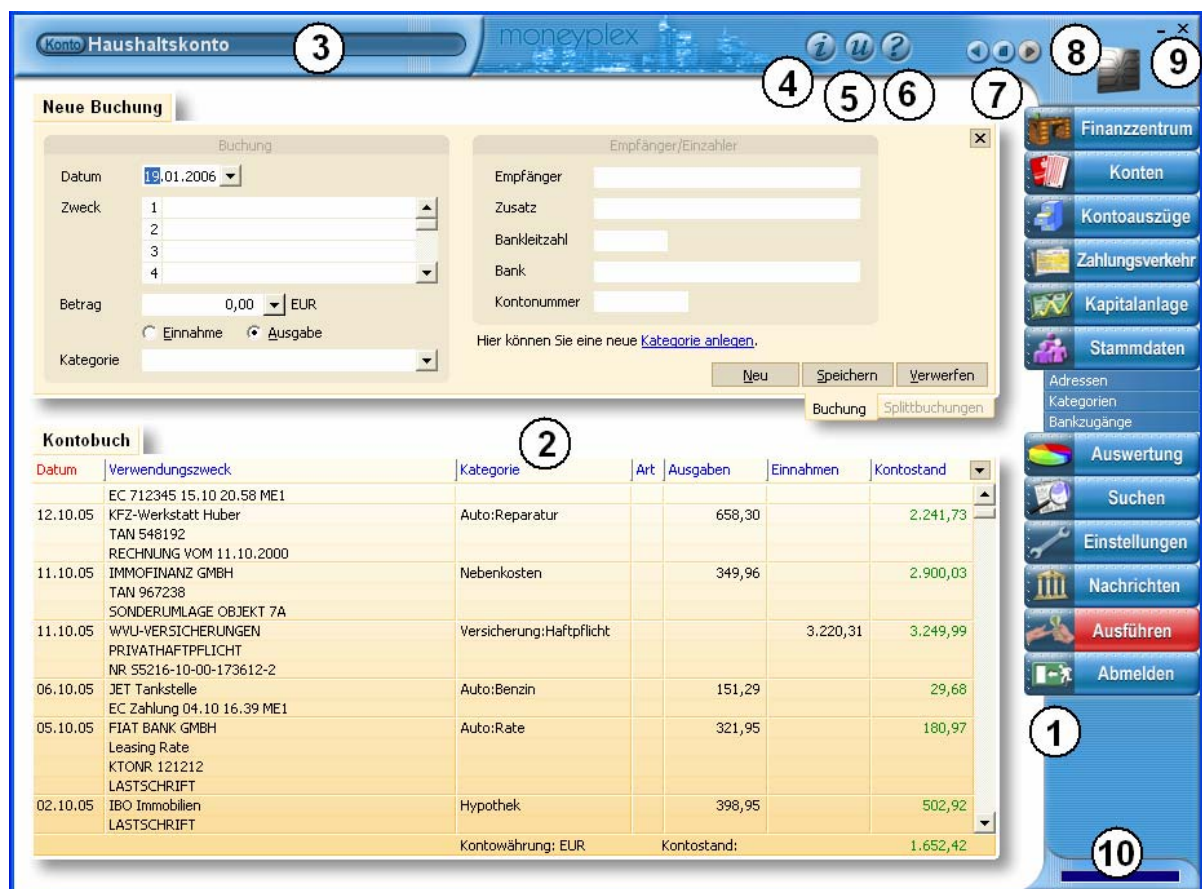 Konto Haushaltskonto
3
moneyplex
i u ?
4
5
6
7
8
9
Neue Buchung
Buchung
Datum 19.01.2006
Zweck 1
2
3
4
Betrag 0,00 EUR
Einnahme Ausgabe
Kategorie
Empfänger/Einzahler
Empfänger
Zusatz
Bankleitzahl
Bank
Kontonummer
Hier können Sie eine neue Kategorie anlegen.
Neu Speichern Verwerfen
Buchung Splittbuchungen
Kontobuch
2
Datum Verwendungszweck Kategorie Art Ausgaben Einnahmen Kontostand
EC 712345 15.10 20.58 ME1
12.10.05 KFZ-Werkstatt Huber Auto:Reparatur 658,30 2.241,73
TAN 548192
RECHNUNG VOM 11.10.2000
11.10.05 IMMOFINANZ GMBH Nebenkosten 349,96 2.900,03
TAN 967238
SONDERUMLAGE OBJEKT 7A
11.10.05 WVU-VERSICHERUNGEN Versicherung:Haftpflicht 3.220,31 3.249,99
PRIVATHAFTPFLICHT
NR S5216-10-00-173612-2
06.10.05 JET Tankstelle Auto:Benzin 151,29 29,68
EC Zahlung 04.10 16.39 ME1
05.10.05 FIAT BANK GMBH Auto:Rate 321,95 180,97
Leasing Rate
KTONR 121212
LASTSCHRIFT
02.10.05 IBO Immobilien Hypothek 398,95 502,92
LASTSCHRIFT
Kontowährung: EUR Kontostand: 1.652,42
Finanzzentrum
Konten
Kontoauszüge
Zahlungsverkehr
Kapitalanlage
Stammdaten
Adressen
Kategorien
Bankzugänge
Auswertung
Suchen
Einstellungen
Nachrichten
Ausführen
Abmelden
1
10